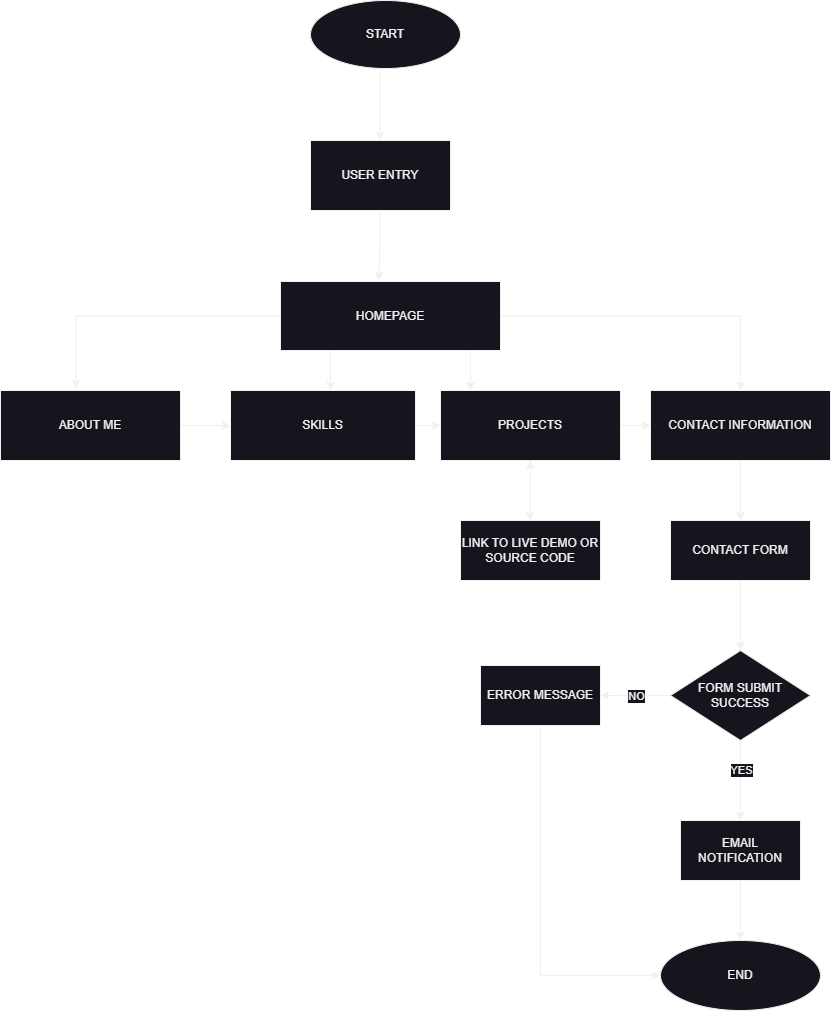 START
USER ENTRY
HOMEPAGE
ABOUT ME
SKILLS
PROJECTS
CONTACT INFORMATION
LINK TO LIVE DEMO OR
SOURCE CODE
CONTACT FORM
FORM SUBMIT
SUCCESS
ERROR MESSAGE
NO
YES
EMAIL
NOTIFICATION
END